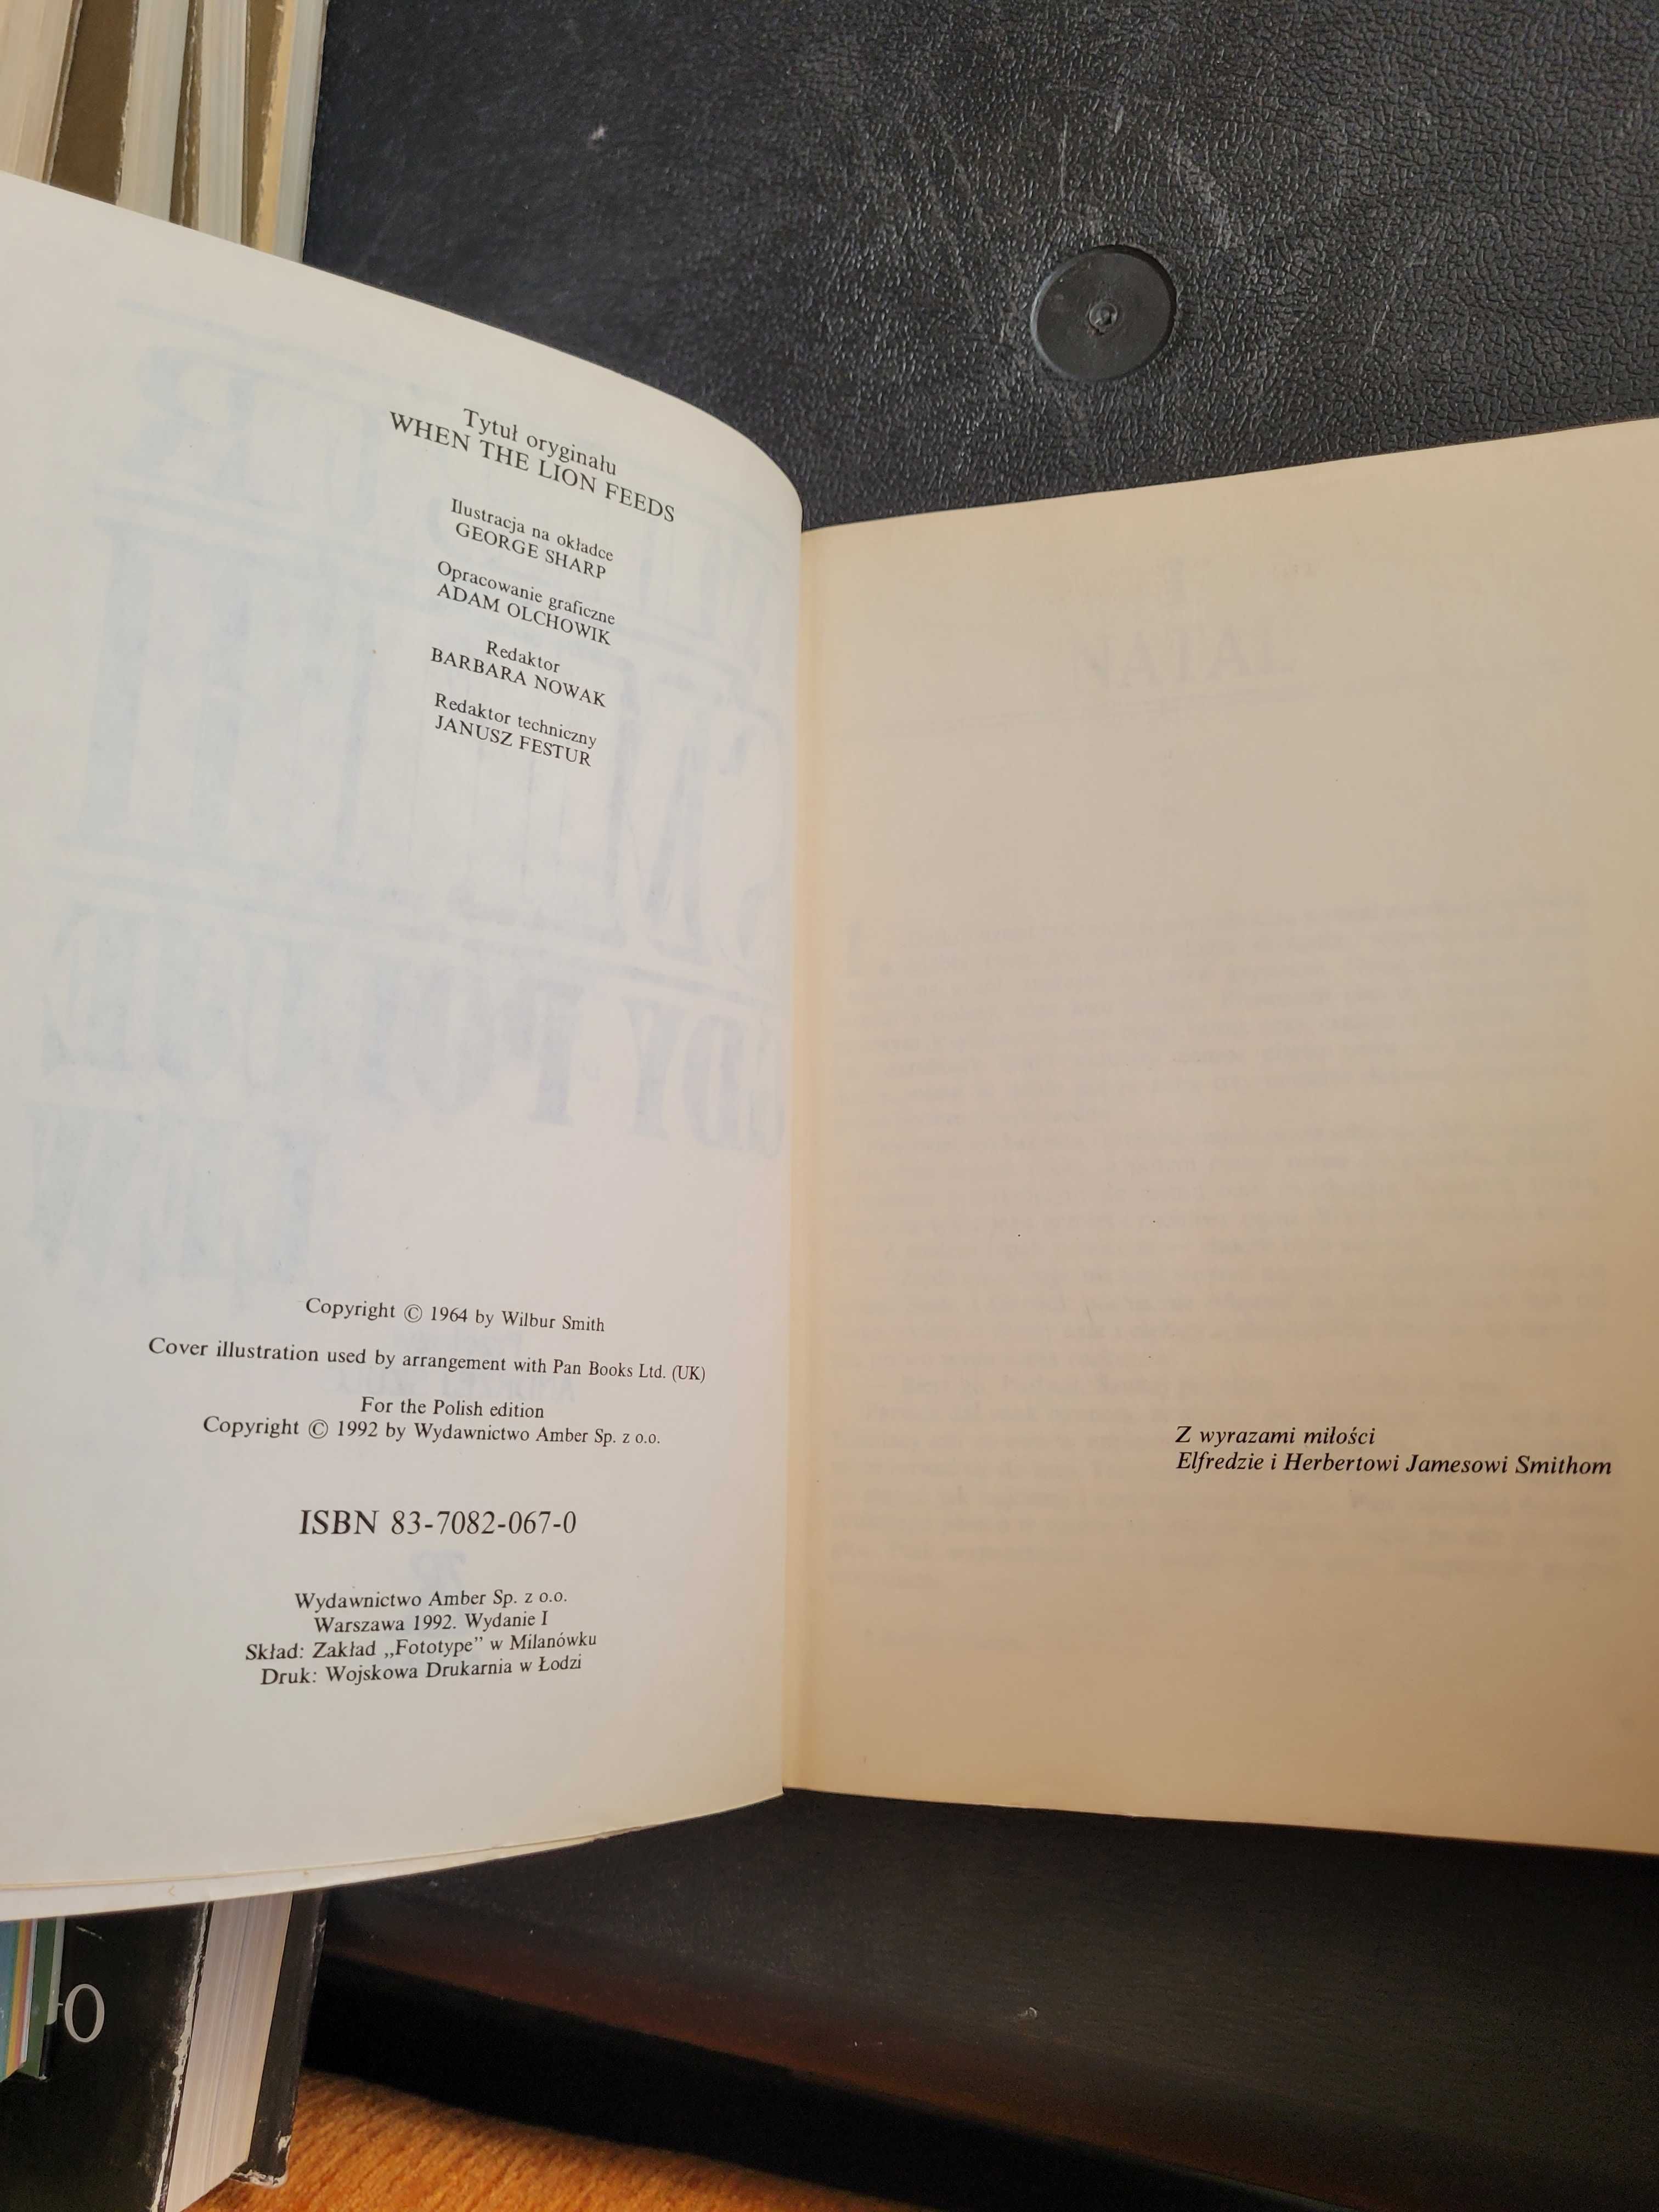 Tytuł oryginału
WHEN THE LION FEEDS
Ilustracja na okładce
GEORGE SHARP
Opracowanie graficzne
ADAM OLCHOWIK
Redaktor
BARBARA NOWAK
Redaktor techniczny
JANUSZ FESTUR
Copyright © 1964 by Wilbur Smith
Cover illustration used by arrangement with Pan Books Ltd. (UK)
For the Polish edition
Copyright © 1992 by Wydawnictwo Amber Sp. z o.o.
ISBN 83-7082-067-0
Wydawnictwo Amber Sp. z o.o.
Warszawa 1992. Wydanie I
Skład: Zakład „Fototype” w Milanówku
Druk: Wojskowa Drukarnia w Łodzi
Z wyrazami miłości
Elfredzie i Herbertowi Jamesowi Smithom